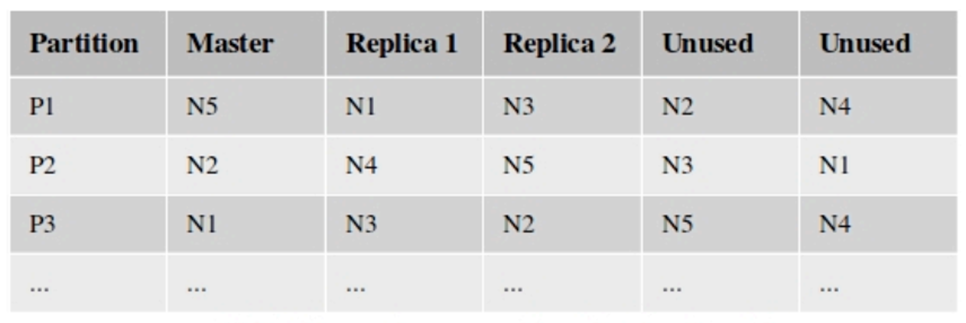 Partition Master Replica 1 Replica 2 Unused Unused
P1 N5 N1 N3 N2 N4
P2 N2 N4 N5 N3 N1
P3 N1 N3 N2 N5 N4
... ... ... ... ... ...